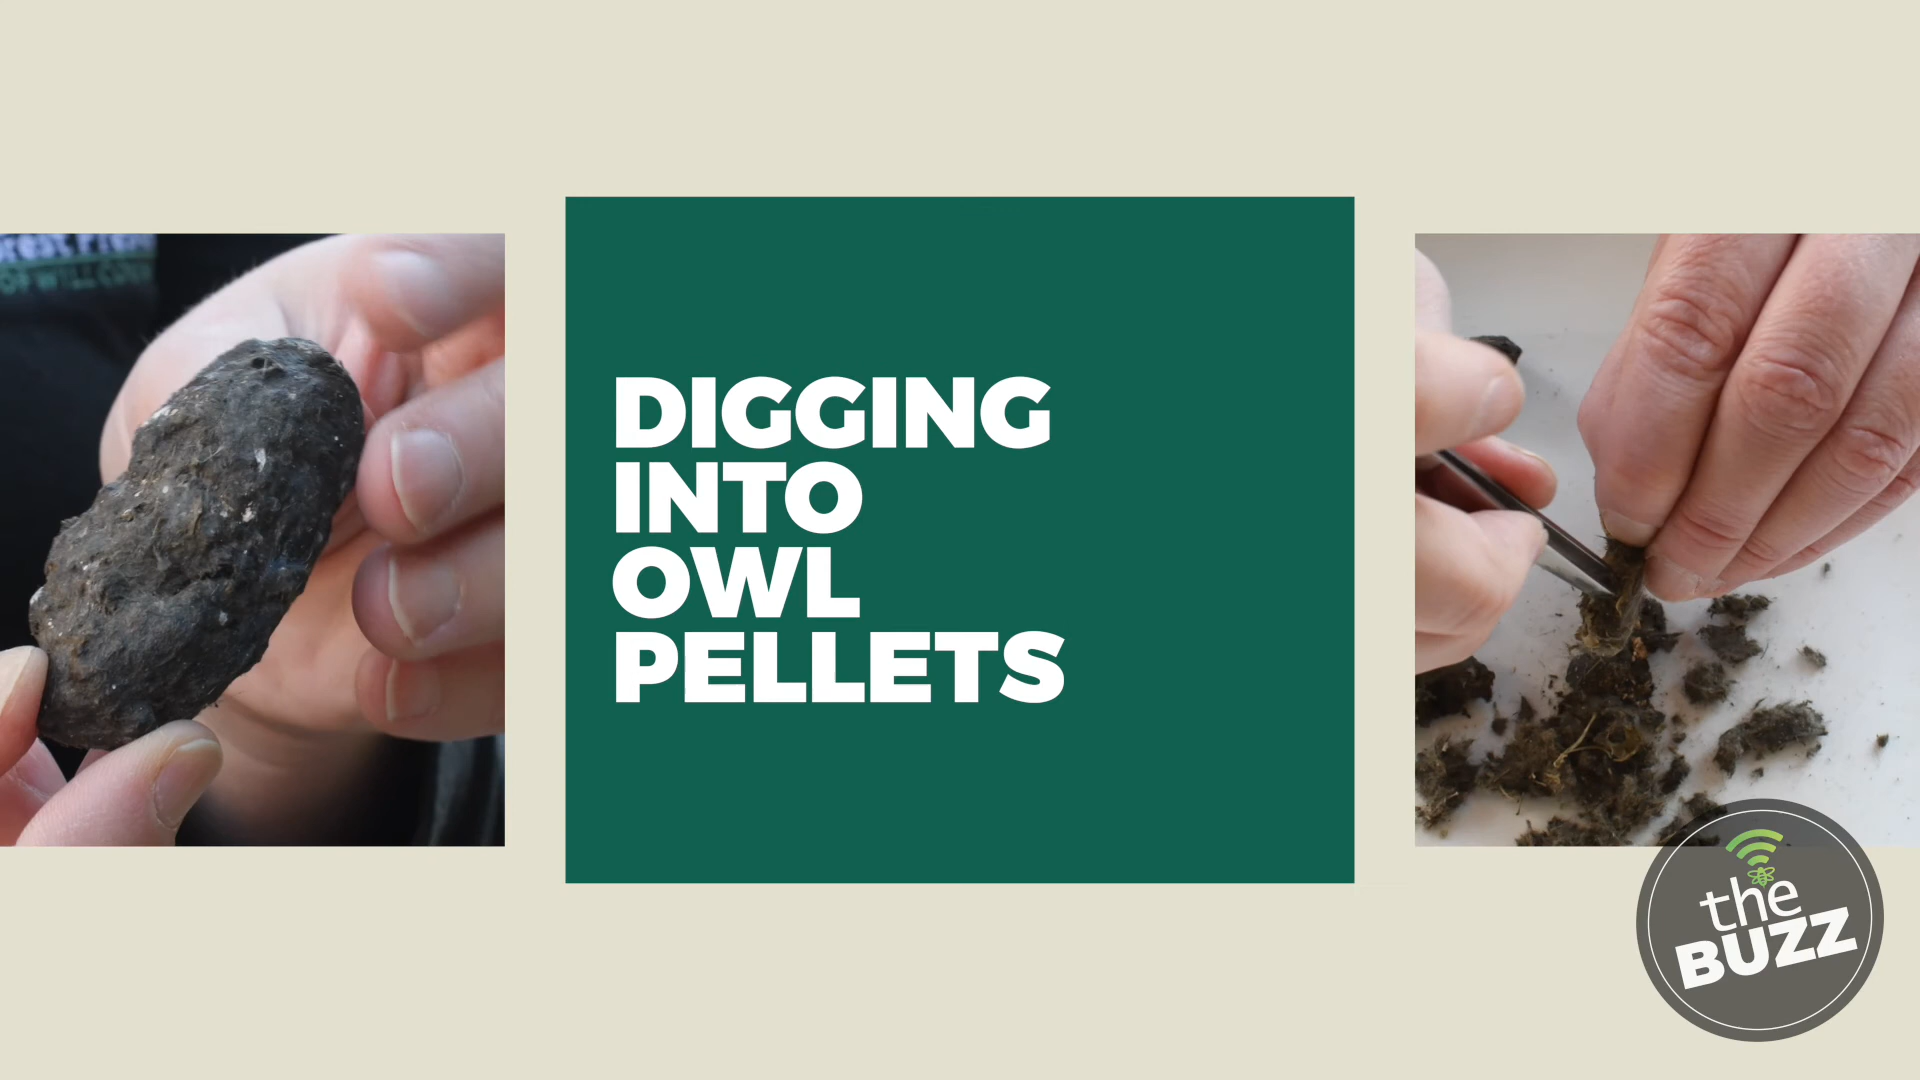 DIGGING
INTO
OWL
PELLETS
the
BUZZ